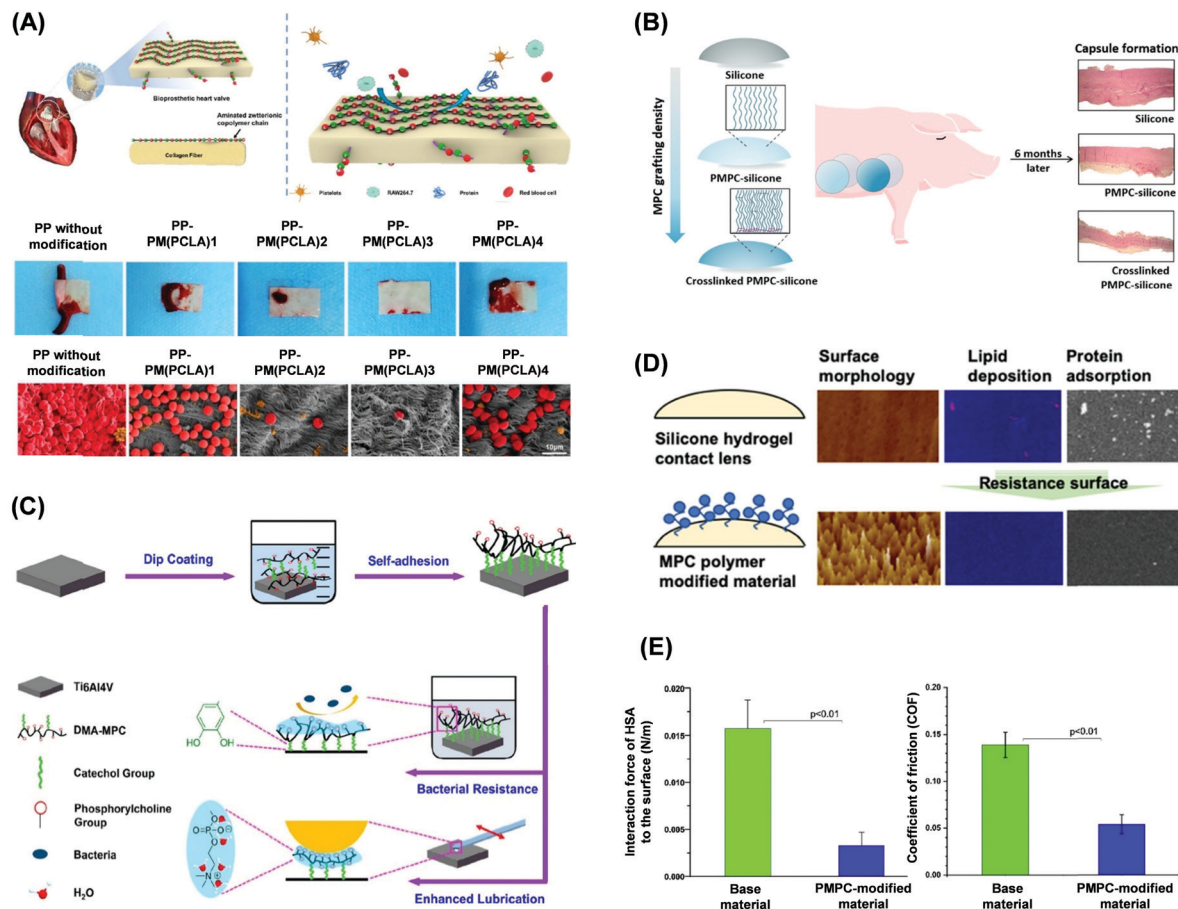 (A)
Bioprosthetic heart valve
Aminated zwitterionic
copolymer chain
Collagen Fiber
Platelets
RAW264.7
Protein
Red blood cell
PP without
modification
PP-
PM(PCLA)1
PP-
PM(PCLA)2
PP-
PM(PCLA)3
PP-
PM(PCLA)4
PP without
modification
PP-
PM(PCLA)1
PP-
PM(PCLA)2
PP-
PM(PCLA)3
PP-
PM(PCLA)4
10μm
(B)
MPC grafting density
Silicone
PMPC-silicone
Crosslinked PMPC-silicone
6 months
later
Capsule formation
Silicone
PMPC-silicone
Crosslinked
PMPC-silicone
(C)
Dip Coating
Self-adhesion
Ti6Al4V
DMA-MPC
Catechol Group
Phosphorylcholine
Group
Bacteria
H2O
HO
OH
Bacterial Resistance
Enhanced Lubrication
(D)
Surface
morphology
Lipid
deposition
Protein
adsorption
Silicone hydrogel
contact lens
Resistance surface
MPC polymer
modified material
(E)
Interaction force of HSA
to the surface (N/m)
0.020
0.015
0.010
0.005
0.000
p<0.01
Base
material
PMPC-modified
material
Coefficient of friction (COF)
0.20
0.15
0.10
0.05
0.00
p<0.01
Base
material
PMPC-modified
material